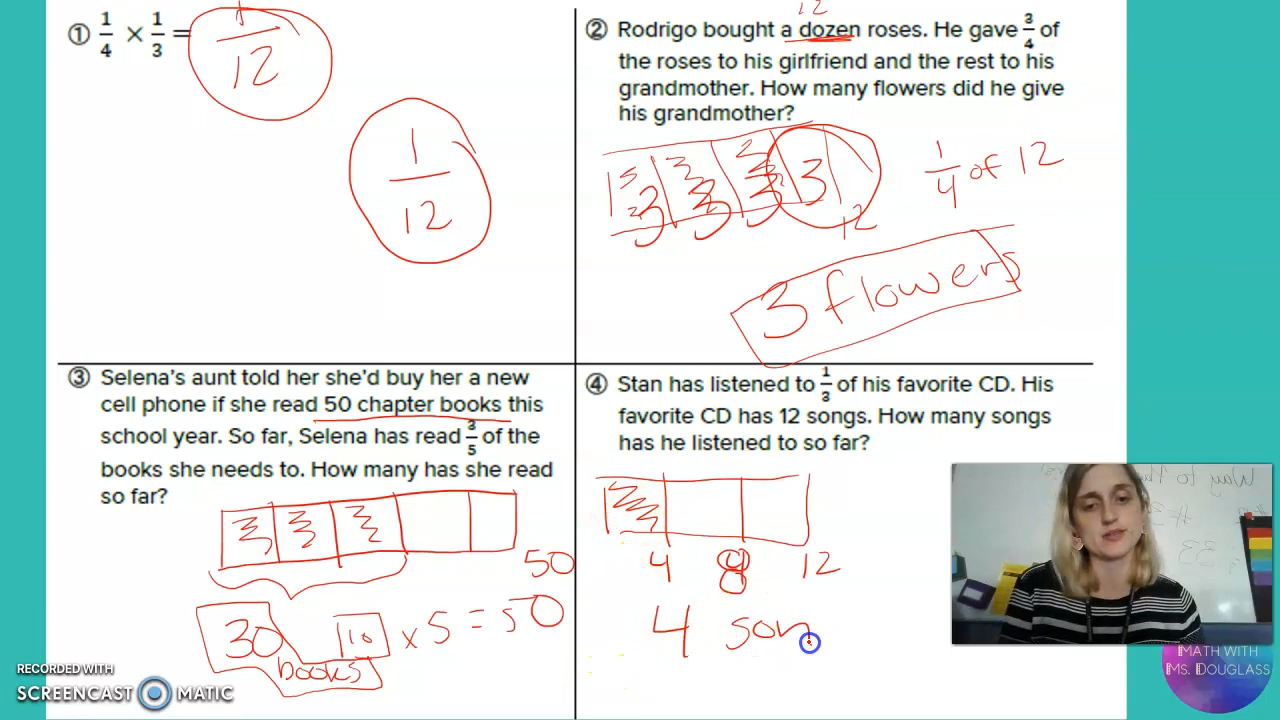 ① 1/4 × 1/3 = 1/12
1/12
② Rodrigo bought a dozen roses. He gave 3/4 of
the roses to his girlfriend and the rest to his
grandmother. How many flowers did he give
his grandmother?
12
3 3 3 3
12
1/4 of 12
3 flowers
③ Selena's aunt told her she'd buy her a new
cell phone if she read 50 chapter books this
school year. So far, Selena has read 3/5 of the
books she needs to. How many has she read
so far?
50
30
books
10 × 5 = 50
④ Stan has listened to 1/3 of his favorite CD. His
favorite CD has 12 songs. How many songs
has he listened to so far?
4 8 12
4 son
RECORDED WITH
SCREENCAST MATIC
MATH WITH
MS. DOUGLASS